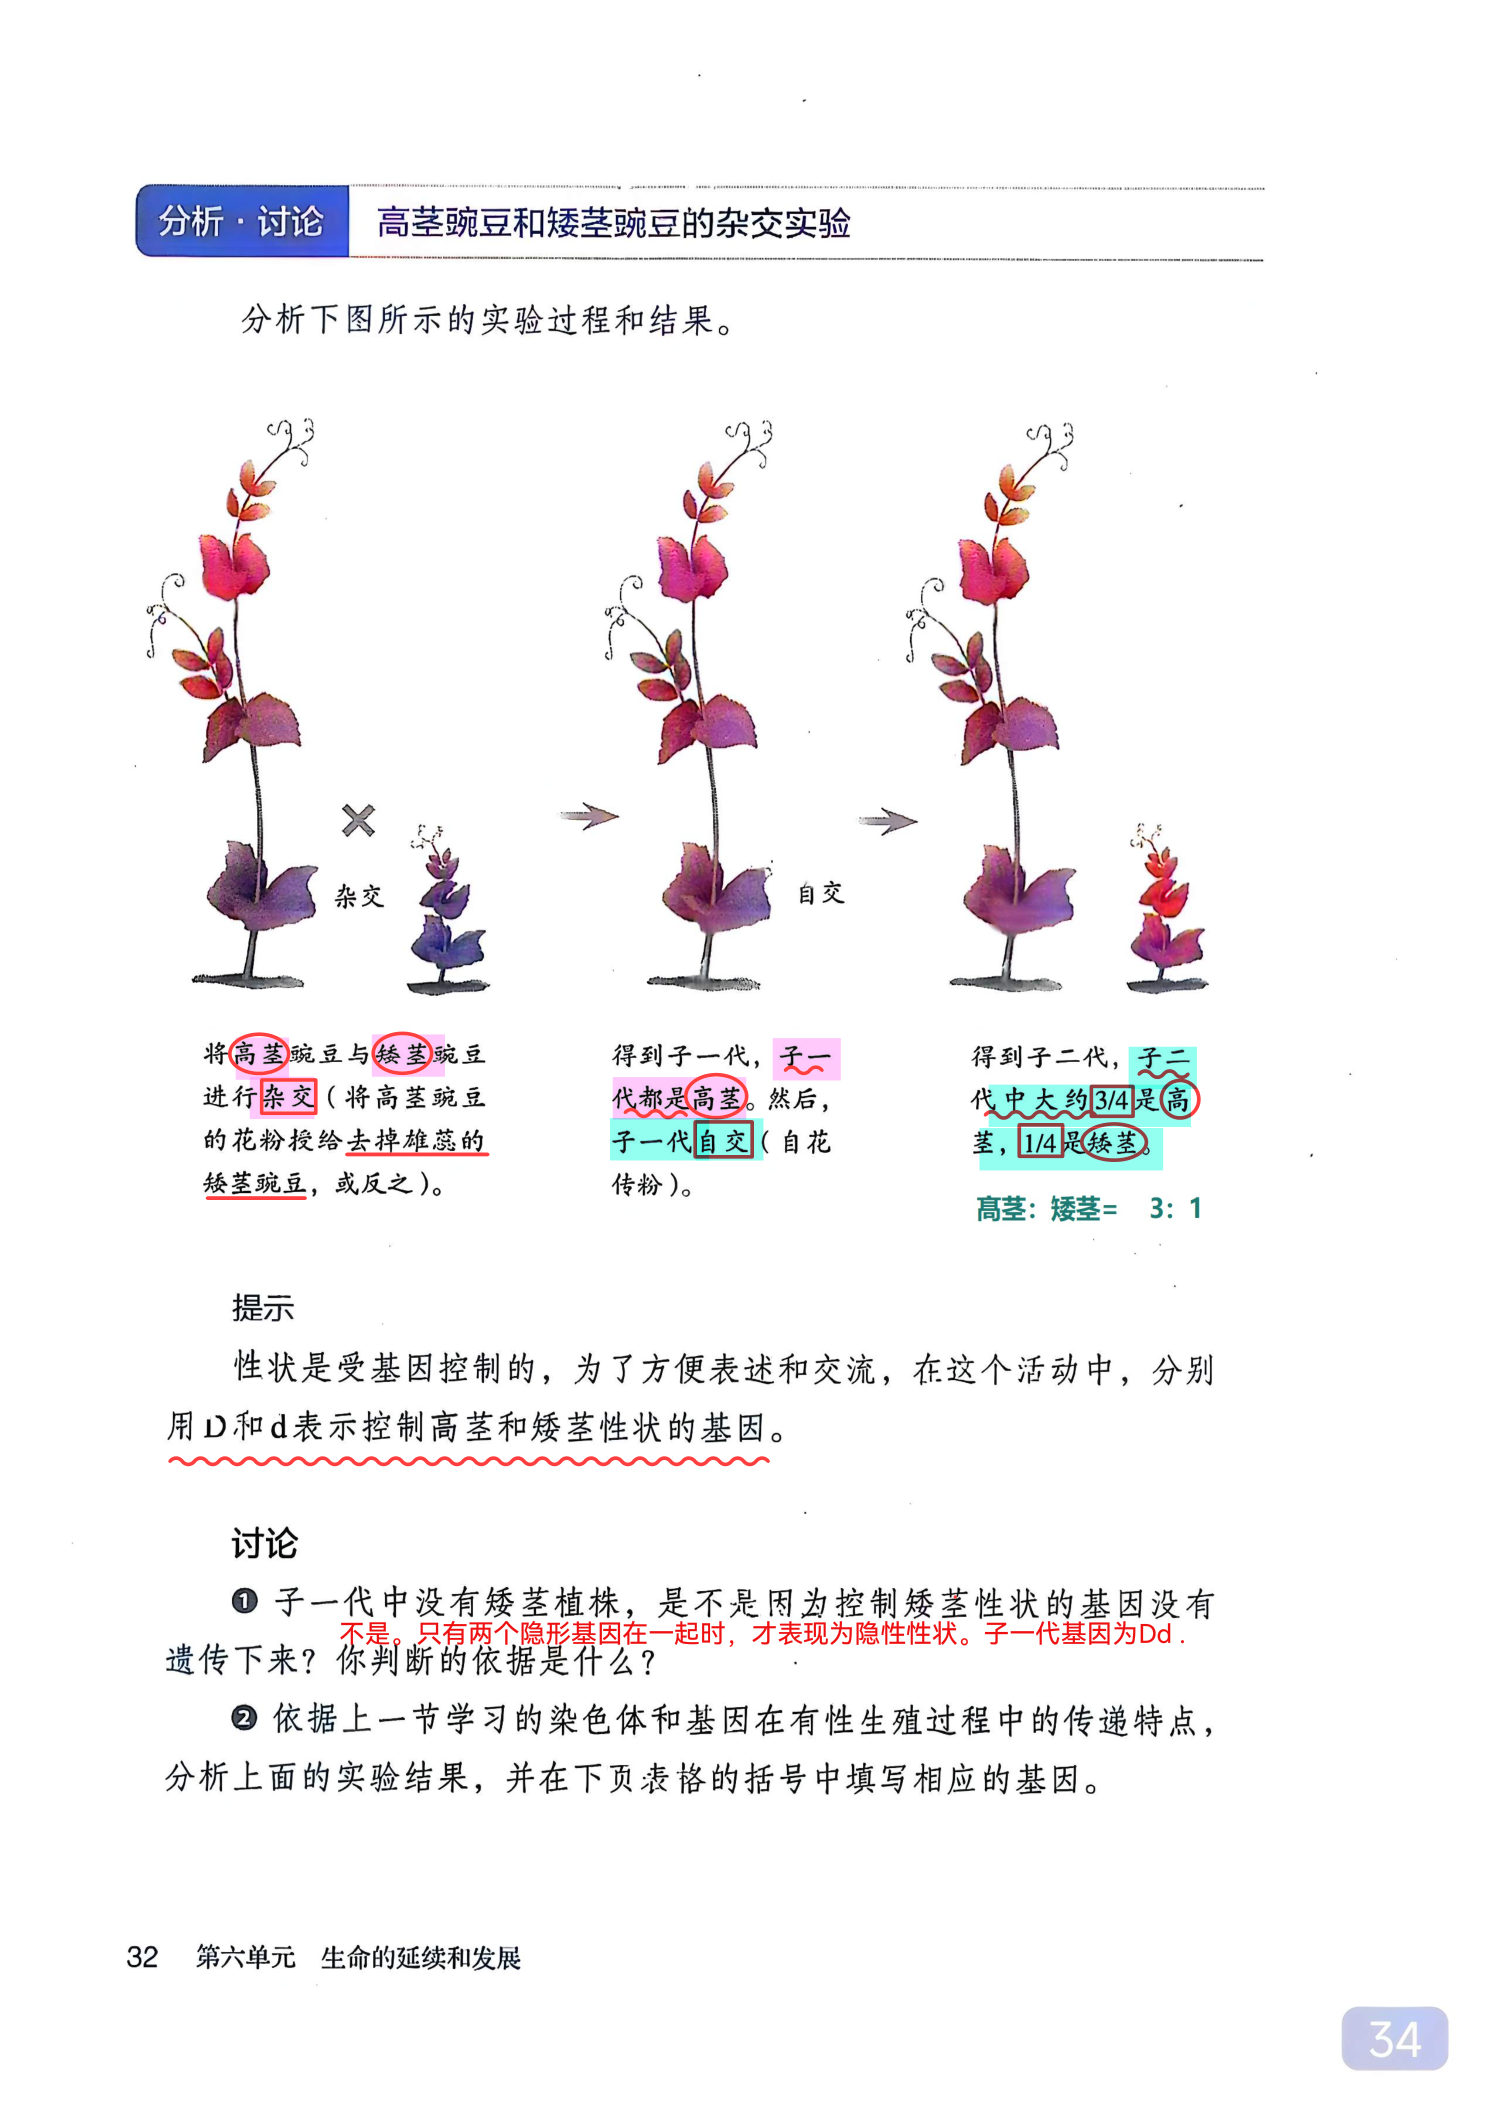 分析·讨论 高茎豌豆和矮茎豌豆的杂交实验
分析下图所示的实验过程和结果。
杂交
自交
将高茎豌豆与矮茎豌豆
进行杂交（将高茎豌豆
的花粉授给去掉雄蕊的
矮茎豌豆，或反之）。
得到子一代，子一
代都是高茎。然后，
子一代自交（自花
传粉）。
得到子二代，子二
代中大约3/4是高
茎，1/4是矮茎。
高茎：矮茎= 3：1
提示
性状是受基因控制的，为了方便表述和交流，在这个活动中，分别
用D和d表示控制高茎和矮茎性状的基因。
讨论
❶ 子一代中没有矮茎植株，是不是因为控制矮茎性状的基因没有
不是。只有两个隐形基因在一起时，才表现为隐性性状。子一代基因为Dd .
遗传下来？你判断的依据是什么？
❷ 依据上一节学习的染色体和基因在有性生殖过程中的传递特点，
分析上面的实验结果，并在下页表格的括号中填写相应的基因。
32 第六单元 生命的延续和发展
34